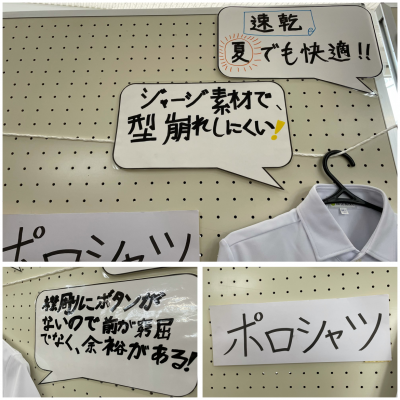 速乾
夏でも快適!!
ジャージ素材で、
型崩れしにくい!
ポロシャツ
にボタンが
ないので前が窮屈
でなく、余裕がある!
ポロシャツ